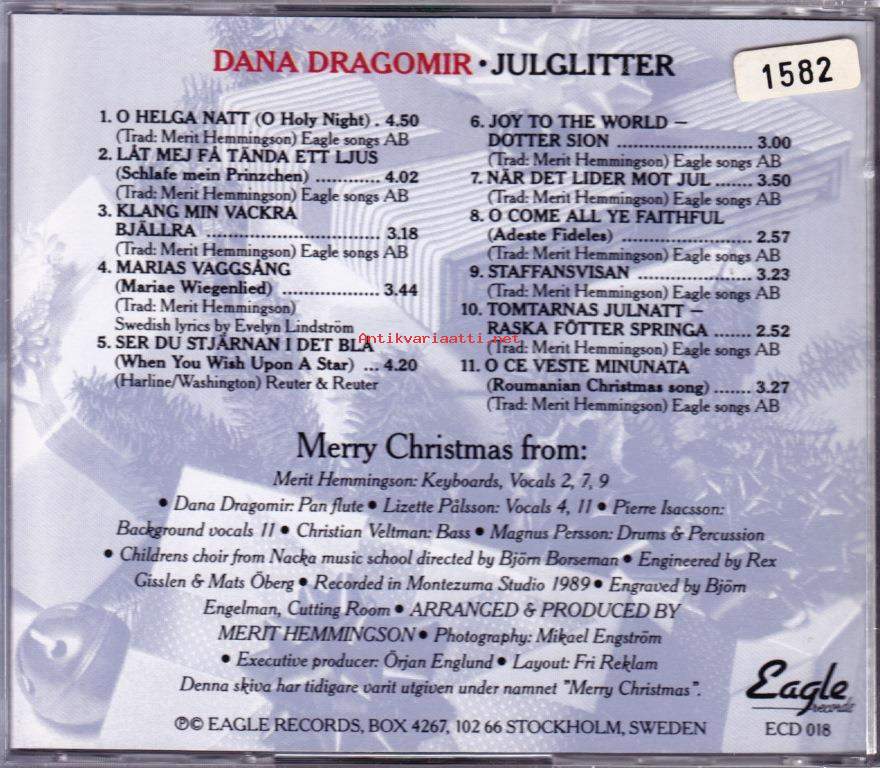 DANA DRAGOMIR • JULGLITTER
1582
1. O HELGA NATT (O Holy Night) . 4.50
(Trad: Merit Hemmingson) Eagle songs AB
2. LÅT MEJ FÅ TÄNDA ETT LJUS
(Schlafe mein Prinzchen) ............ 4.02
(Trad: Merit Hemmingson) Eagle songs AB
3. KLANG MIN VACKRA
BJÄLLRA ................................ 3.18
(Trad: Merit Hemmingson) Eagle songs AB
4. MARIAS VAGGSÅNG
(Mariae Wiegenlied) .................. 3.44
(Trad: Merit Hemmingson)
Swedish lyrics by Evelyn Lindström
5. SER DU STJÄRNAN I DET BLÅ
(When You Wish Upon A Star) ... 4.20
(Harline/Washington) Reuter & Reuter
6. JOY TO THE WORLD –
DOTTER SION ......................... 3.00
(Trad: Merit Hemmingson) Eagle songs AB
7. NÄR DET LIDER MOT JUL ....... 3.50
(Trad: Merit Hemmingson) Eagle songs AB
8. O COME ALL YE FAITHFUL
(Adeste Fideles) ........................ 2.57
(Trad: Merit Hemmingson) Eagle songs AB
9. STAFFANSVISAN ..................... 3.23
(Trad: Merit Hemmingson) Eagle songs AB
10. TOMTARNAS JULNATT –
RASKA FÖTTER SPRINGA ....... 2.52
(Trad: Merit Hemmingson) Eagle songs AB
11. O CE VESTE MINUNATA
(Roumanian Christmas song) ....... 3.27
(Trad: Merit Hemmingson) Eagle songs AB
Antikvariaatti.net
Merry Christmas from:
Merit Hemmingson: Keyboards, Vocals 2, 7, 9
• Dana Dragomir: Pan flute • Lizette Pålsson: Vocals 4, 11 • Pierre Isacsson:
Background vocals 11 • Christian Veltman: Bass • Magnus Persson: Drums & Percussion
• Childrens choir from Nacka music school directed by Björn Borseman • Engineered by Rex
Gisslen & Mats Öberg • Recorded in Montezuma Studio 1989 • Engraved by Björn
Engelman, Cutting Room • ARRANGED & PRODUCED BY
MERIT HEMMINGSON • Photography: Mikael Engström
• Executive producer: Örjan Englund • Layout: Fri Reklam
Denna skiva har tidigare varit utgiven under namnet "Merry Christmas".
℗© EAGLE RECORDS, BOX 4267, 102 66 STOCKHOLM, SWEDEN
Eagle
records
ECD 018